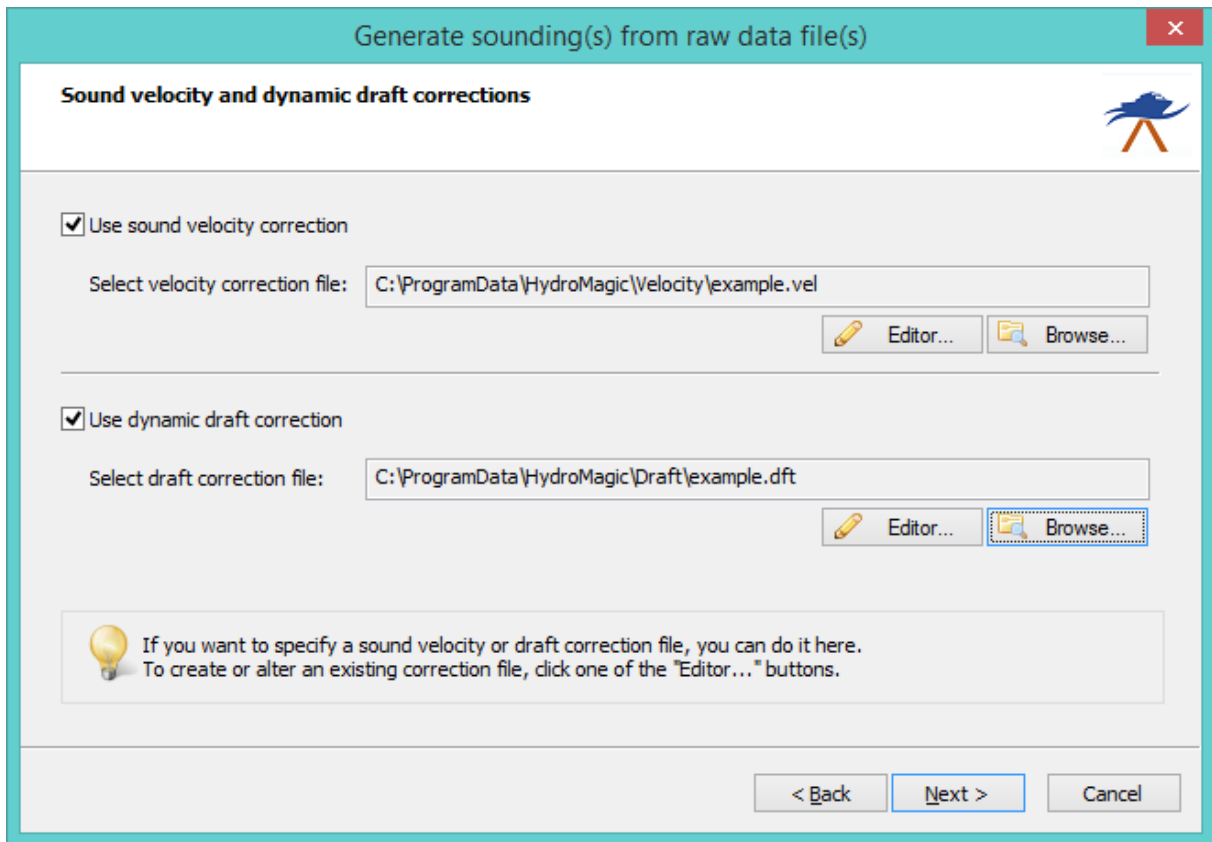 Generate sounding(s) from raw data file(s)
Sound velocity and dynamic draft corrections
Use sound velocity correction
Select velocity correction file: C:\ProgramData\HydroMagic\Velocity\example.vel
Editor... Browse...
Use dynamic draft correction
Select draft correction file: C:\ProgramData\HydroMagic\Draft\example.dft
Editor... Browse...
If you want to specify a sound velocity or draft correction file, you can do it here.
To create or alter an existing correction file, click one of the "Editor..." buttons.
< Back Next > Cancel